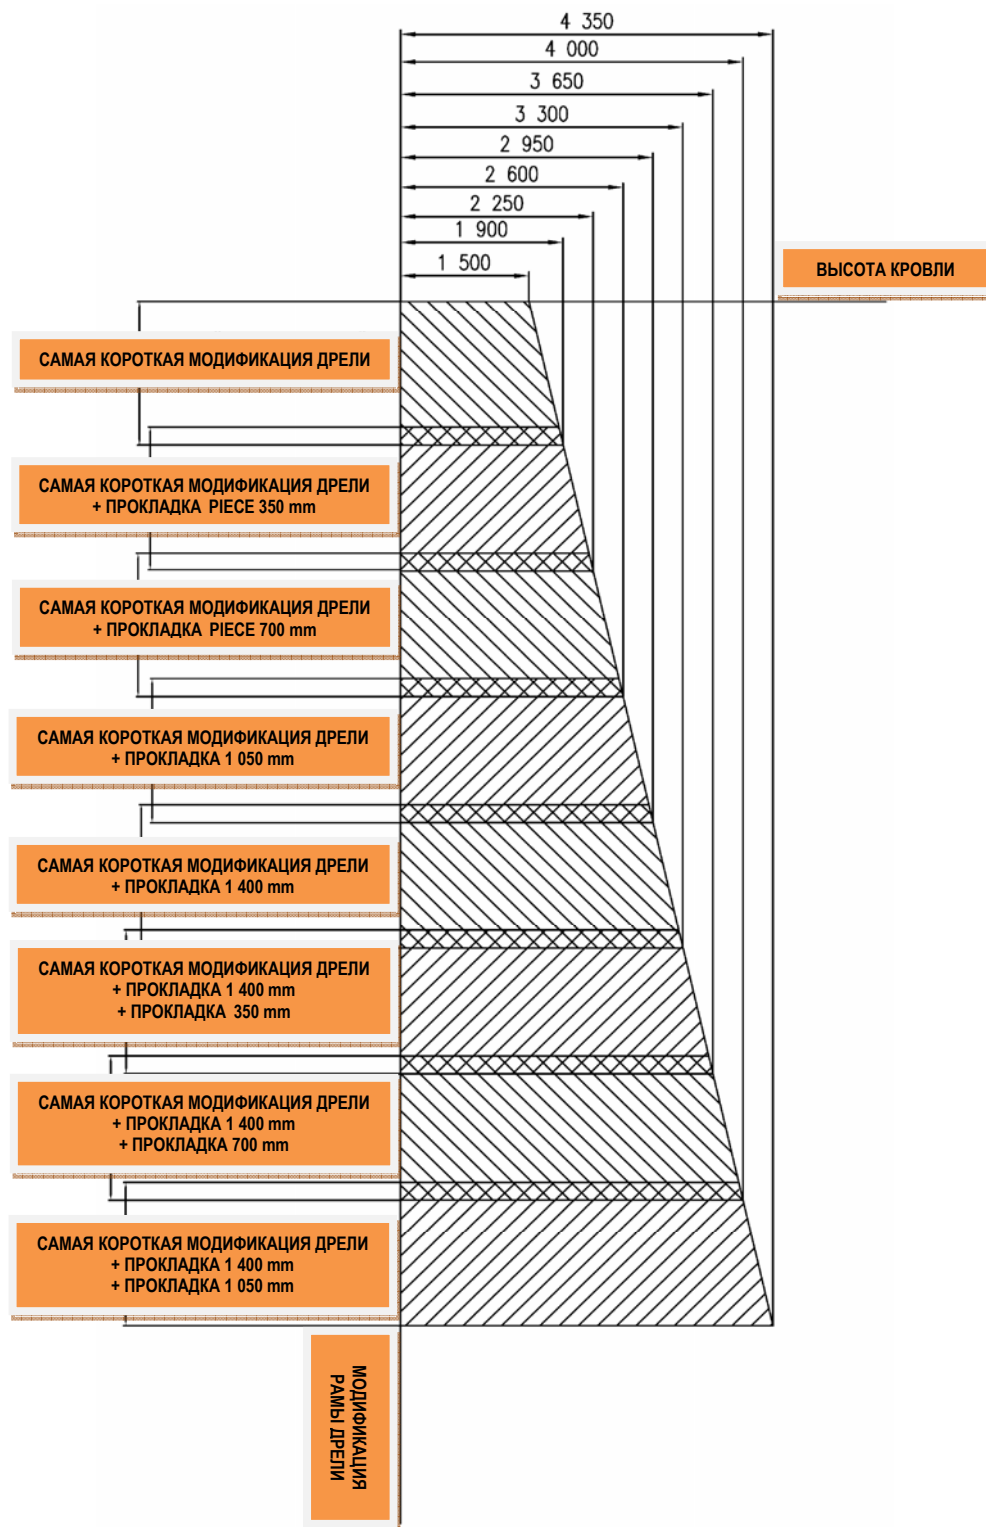 4 350
4 000
3 650
3 300
2 950
2 600
2 250
1 900
1 500
ВЫСОТА КРОВЛИ
САМАЯ КОРОТКАЯ МОДИФИКАЦИЯ ДРЕЛИ
САМАЯ КОРОТКАЯ МОДИФИКАЦИЯ ДРЕЛИ
+ ПРОКЛАДКА PIECE 350 mm
САМАЯ КОРОТКАЯ МОДИФИКАЦИЯ ДРЕЛИ
+ ПРОКЛАДКА PIECE 700 mm
САМАЯ КОРОТКАЯ МОДИФИКАЦИЯ ДРЕЛИ
+ ПРОКЛАДКА 1 050 mm
САМАЯ КОРОТКАЯ МОДИФИКАЦИЯ ДРЕЛИ
+ ПРОКЛАДКА 1 400 mm
САМАЯ КОРОТКАЯ МОДИФИКАЦИЯ ДРЕЛИ
+ ПРОКЛАДКА 1 400 mm
+ ПРОКЛАДКА 350 mm
САМАЯ КОРОТКАЯ МОДИФИКАЦИЯ ДРЕЛИ
+ ПРОКЛАДКА 1 400 mm
+ ПРОКЛАДКА 700 mm
САМАЯ КОРОТКАЯ МОДИФИКАЦИЯ ДРЕЛИ
+ ПРОКЛАДКА 1 400 mm
+ ПРОКЛАДКА 1 050 mm
МОДИФИКАЦИЯ
РАМЫ ДРЕЛИ